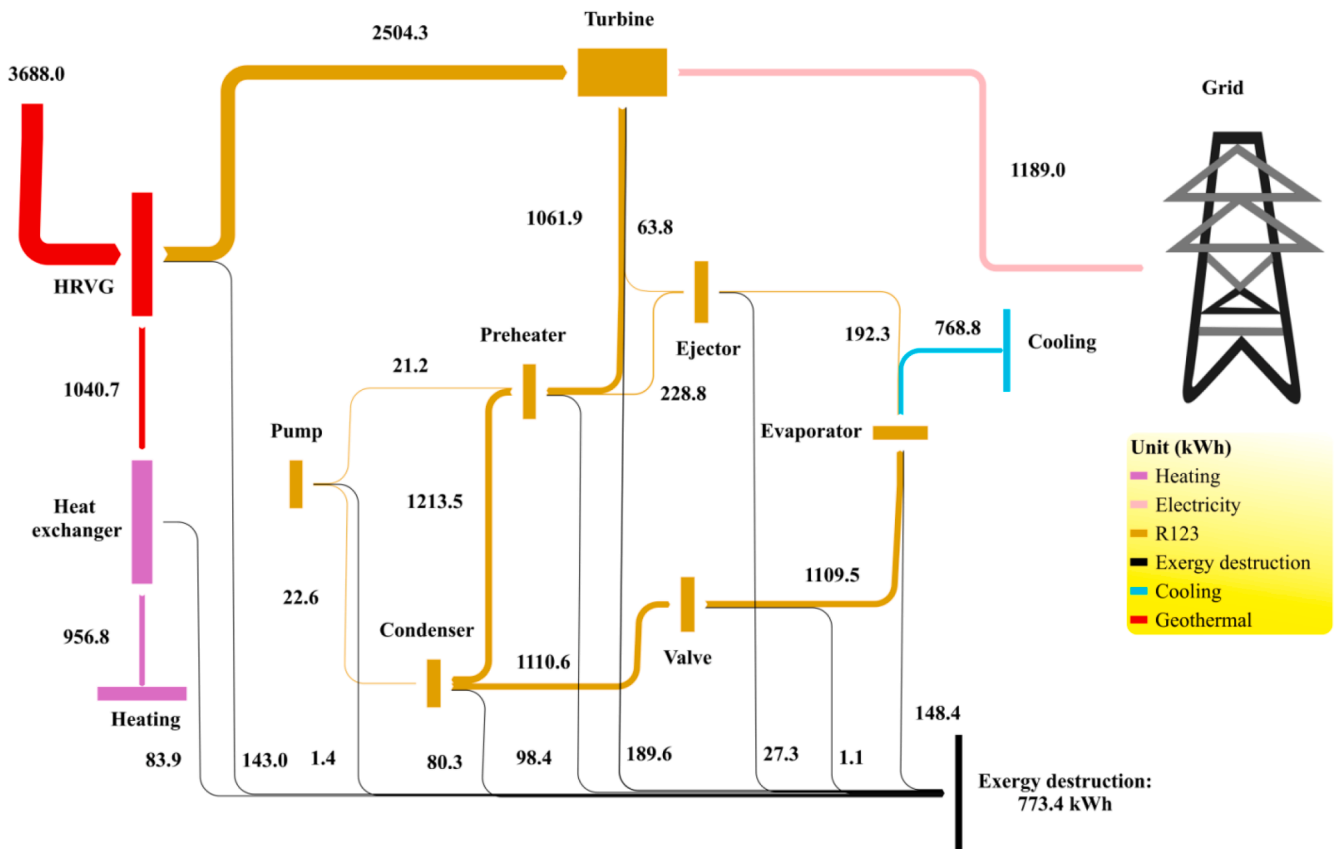 Turbine
2504.3
3688.0
Grid
1189.0
1061.9
63.8
HRVG
Preheater
Ejector
192.3
768.8
Cooling
21.2
228.8
1040.7
Pump
Evaporator
Unit (kWh)
Heating
Electricity
R123
Exergy destruction
Cooling
Geothermal
Heat
exchanger
1213.5
1109.5
22.6
956.8
Condenser
Valve
1110.6
Heating
148.4
83.9
143.0
1.4
80.3
98.4
189.6
27.3
1.1
Exergy destruction:
773.4 kWh